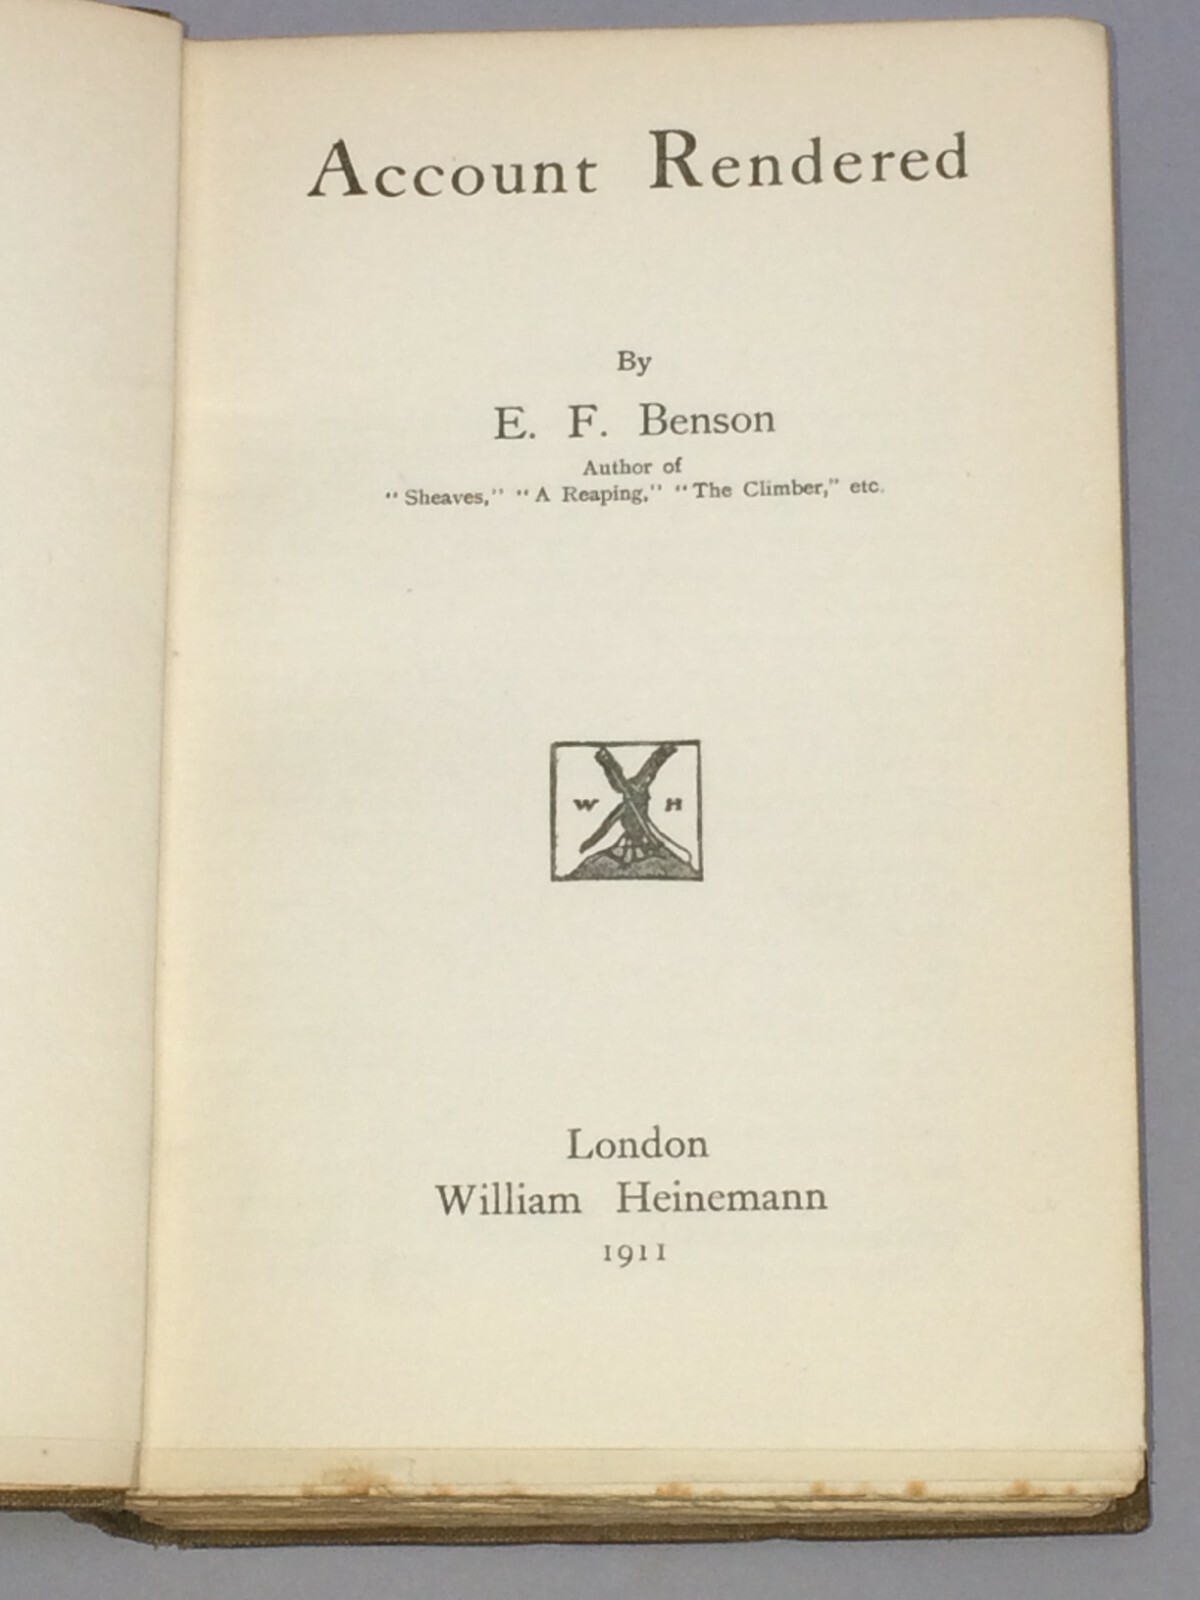 Account Rendered
By
E. F. Benson
Author of
"Sheaves," "A Reaping," "The Climber," etc.
W H
London
William Heinemann
1911